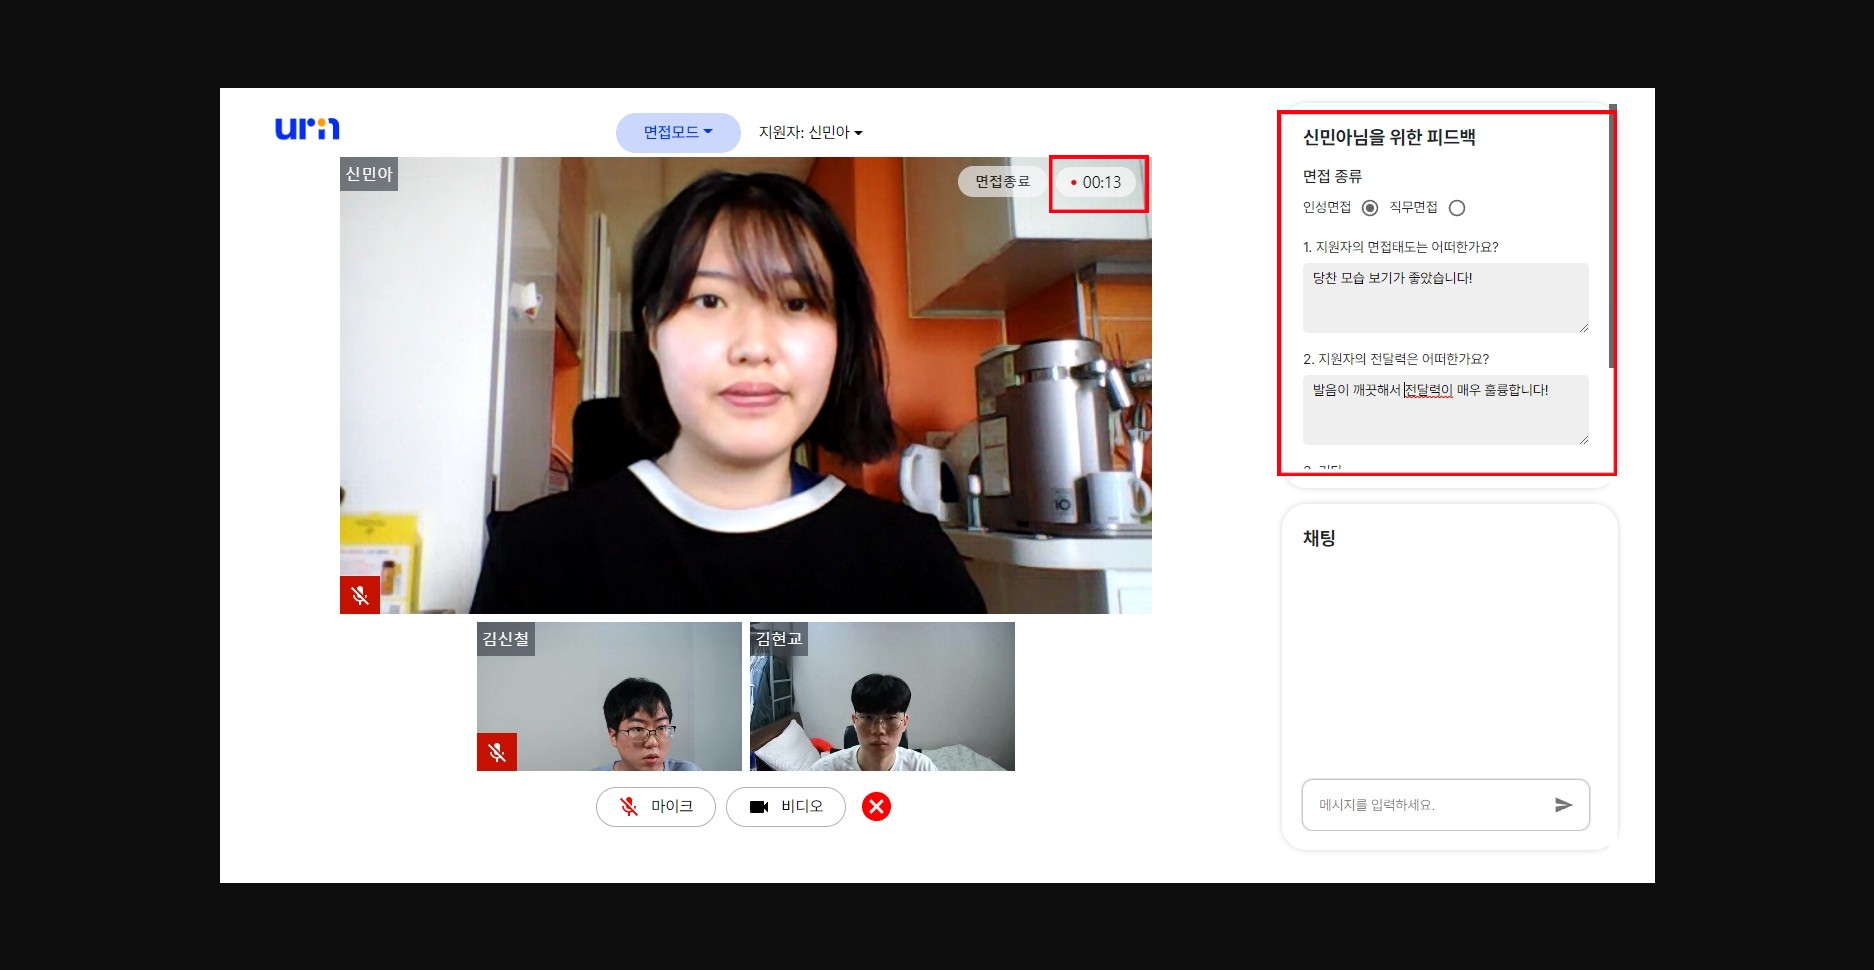 urin
면접모드
지원자: 신민아
신민아
면접종료
00:13
김신철
김현교
마이크
비디오
신민아님을 위한 피드백
면접 종류
인성면접
직무면접
1. 지원자의 면접태도는 어떠한가요?
당찬 모습 보기가 좋았습니다!
2. 지원자의 전달력은 어떠한가요?
발음이 깨끗해서 전달력이 매우 훌륭합니다!
채팅
메시지를 입력하세요.